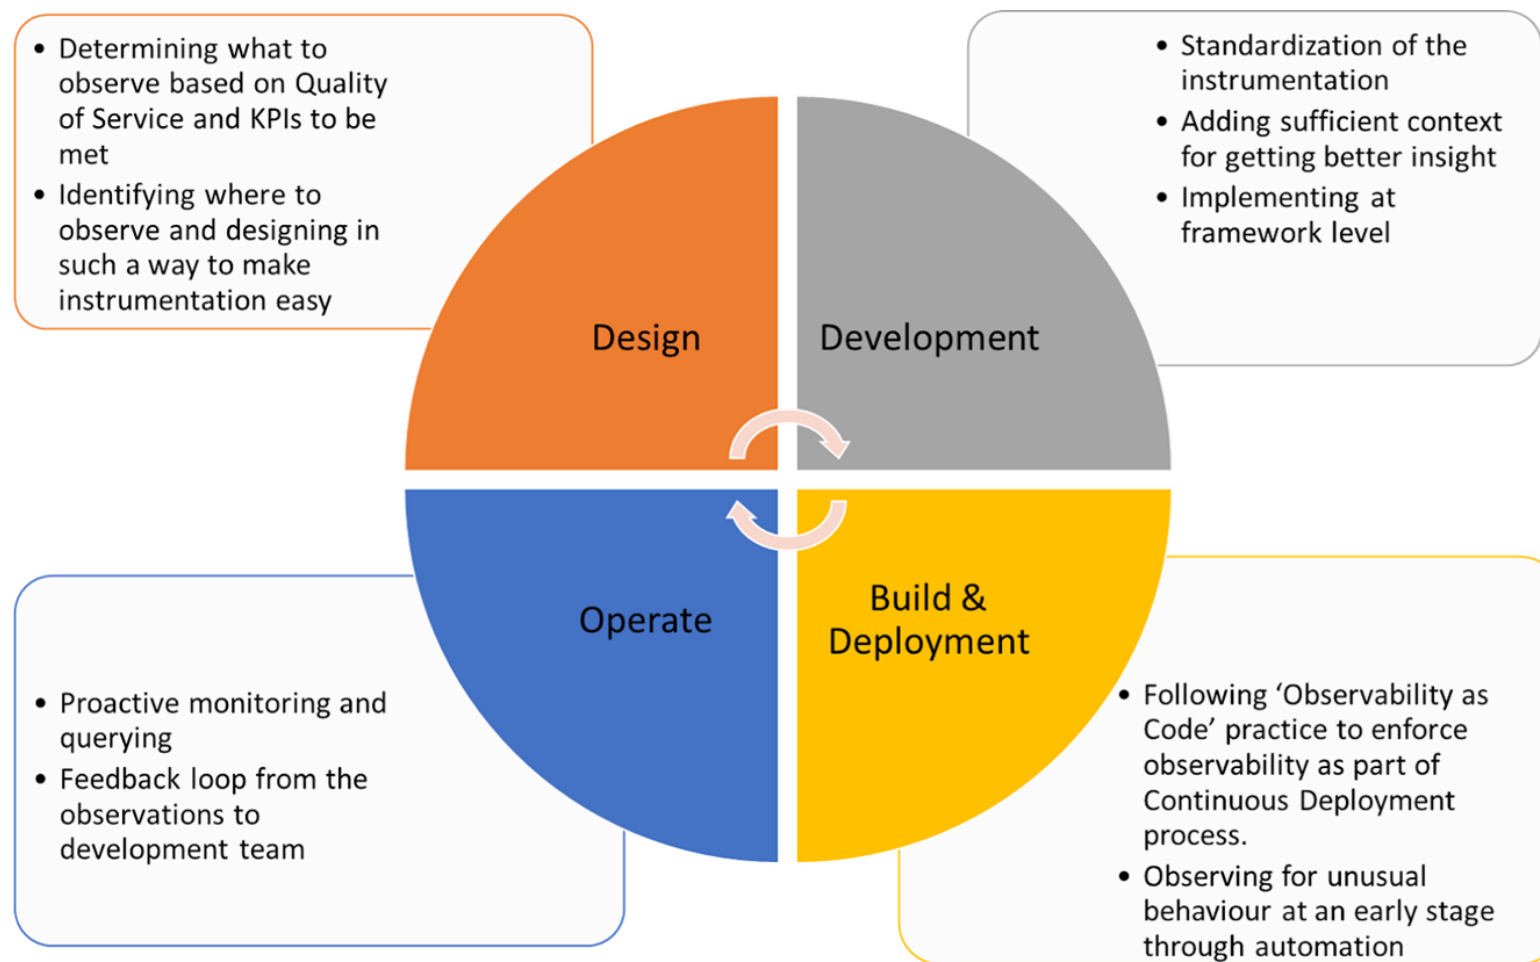 • Determining what to
observe based on Quality
of Service and KPIs to be
met
• Identifying where to
observe and designing in
such a way to make
instrumentation easy
• Standardization of the
instrumentation
• Adding sufficient context
for getting better insight
• Implementing at
framework level
Design
Development
Operate
Build &
Deployment
• Proactive monitoring and
querying
• Feedback loop from the
observations to
development team
• Following ‘Observability as
Code’ practice to enforce
observability as part of
Continuous Deployment
process.
• Observing for unusual
behaviour at an early stage
through automation